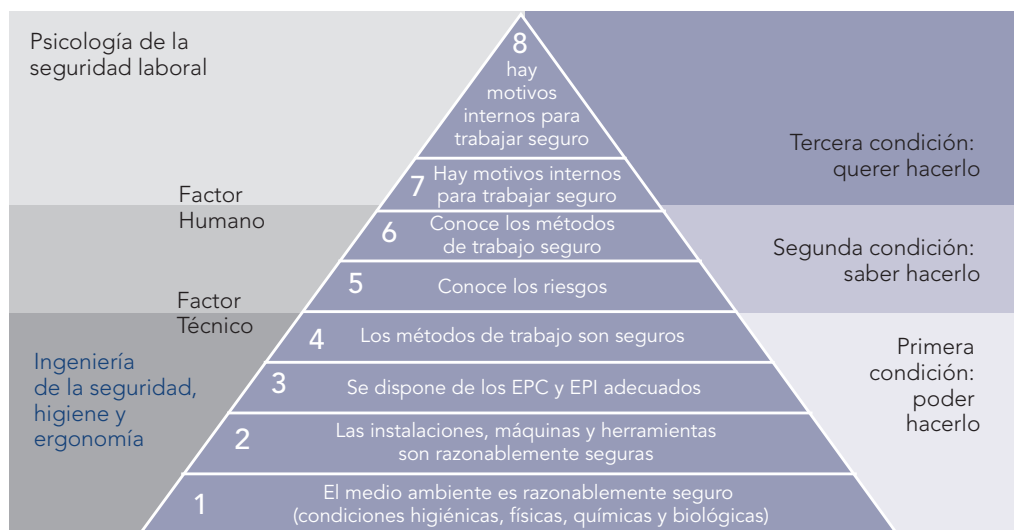 Psicología de la
seguridad laboral
8
hay
motivos
internos para
trabajar seguro
Tercera condición:
querer hacerlo
7
Hay motivos internos
para trabajar seguro
Factor
Humano
6
Conoce los métodos
de trabajo seguro
Segunda condición:
saber hacerlo
5
Conoce los riesgos
Factor
Técnico
4
Los métodos de trabajo son seguros
Primera
condición:
poder
hacerlo
Ingeniería
de la seguridad,
higiene y
ergonomía
3
Se dispone de los EPC y EPI adecuados
2
Las instalaciones, máquinas y herramientas
son razonablemente seguras
1
El medio ambiente es razonablemente seguro
(condiciones higiénicas, físicas, químicas y biológicas)